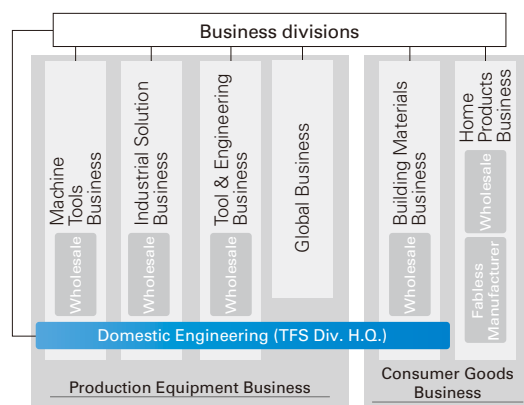 Business divisions
Machine
Tools
Business
Wholesale
Industrial Solution
Business
Wholesale
Tool & Engineering
Business
Wholesale
Global Business
Building Materials
Business
Wholesale
Home
Products
Business
Wholesale
Fabless
Manufacturer
Domestic Engineering (TFS Div. H.Q.)
Production Equipment Business
Consumer Goods
Business